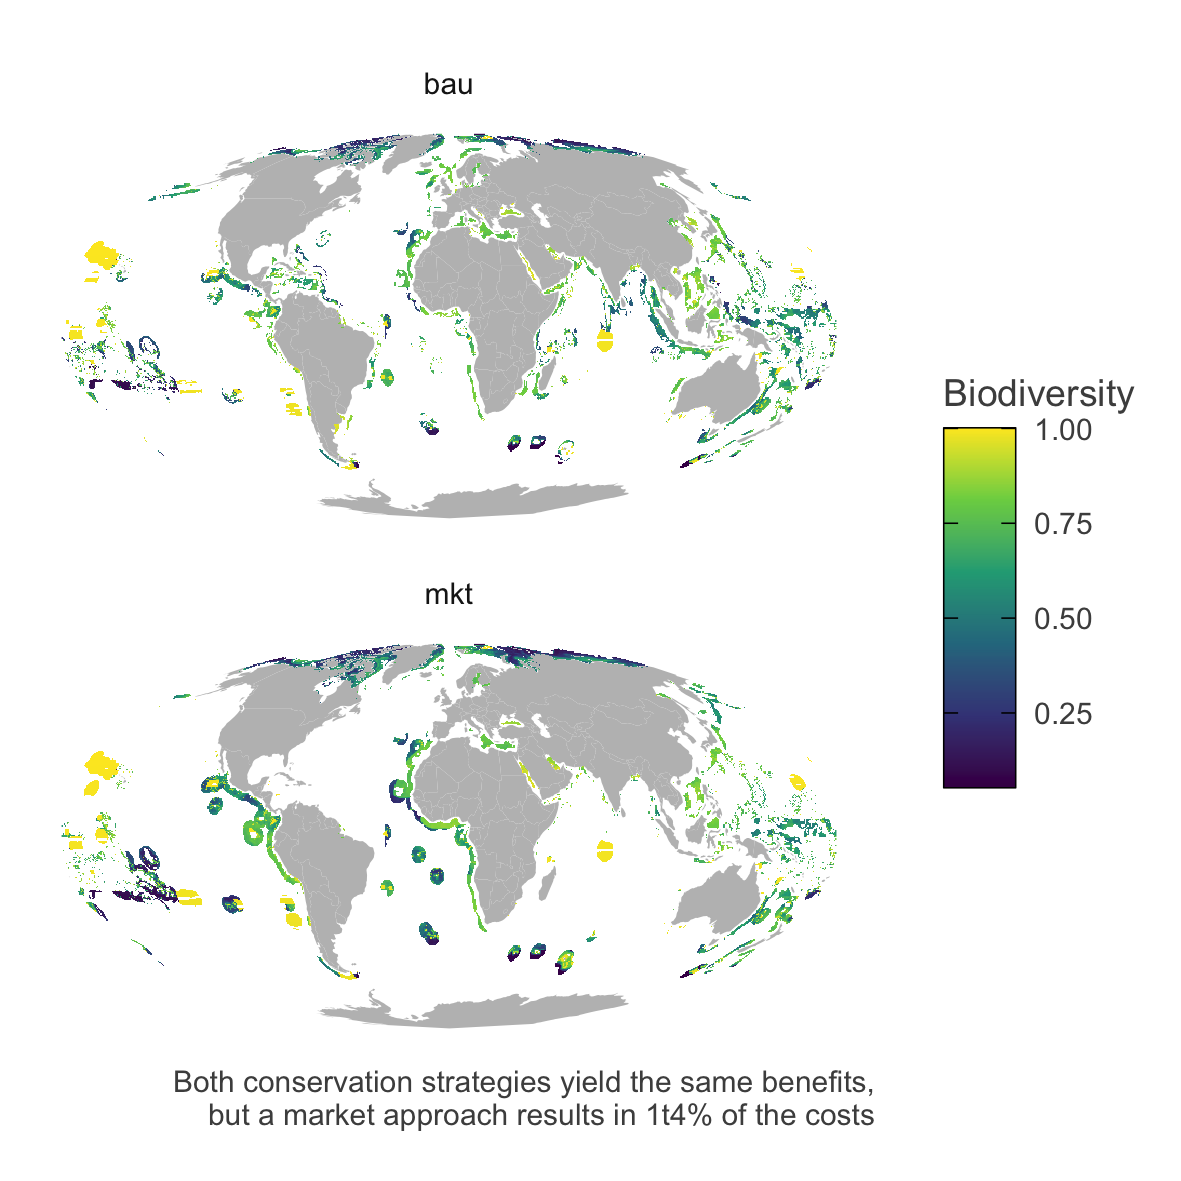 bau
Biodiversity
1.00
0.75
0.50
0.25
mkt
Both conservation strategies yield the same benefits,
but a market approach results in 1t4% of the costs